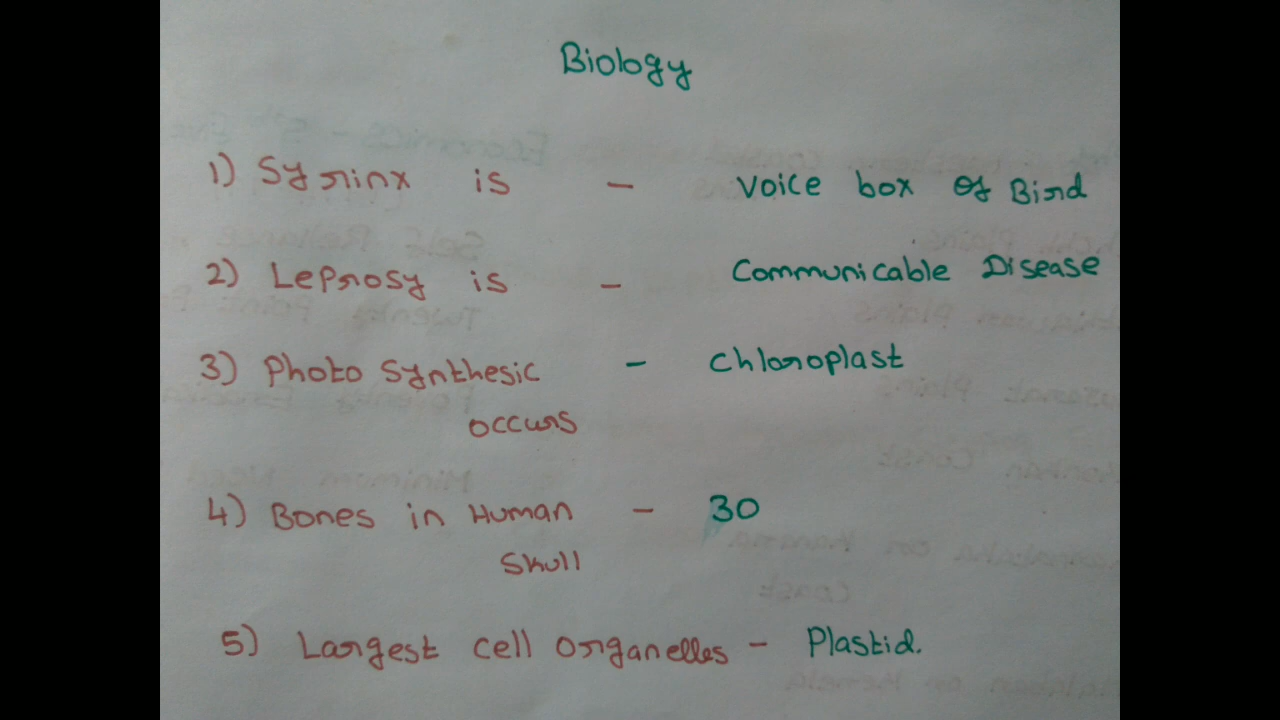 Biology
1) Syrinx is - Voice box of Bird
2) Leprosy is - Communicable Disease
3) Photo Synthesic - Chloroplast
occurs
4) Bones in Human - 30
Skull
5) Largest cell organelles - Plastid.